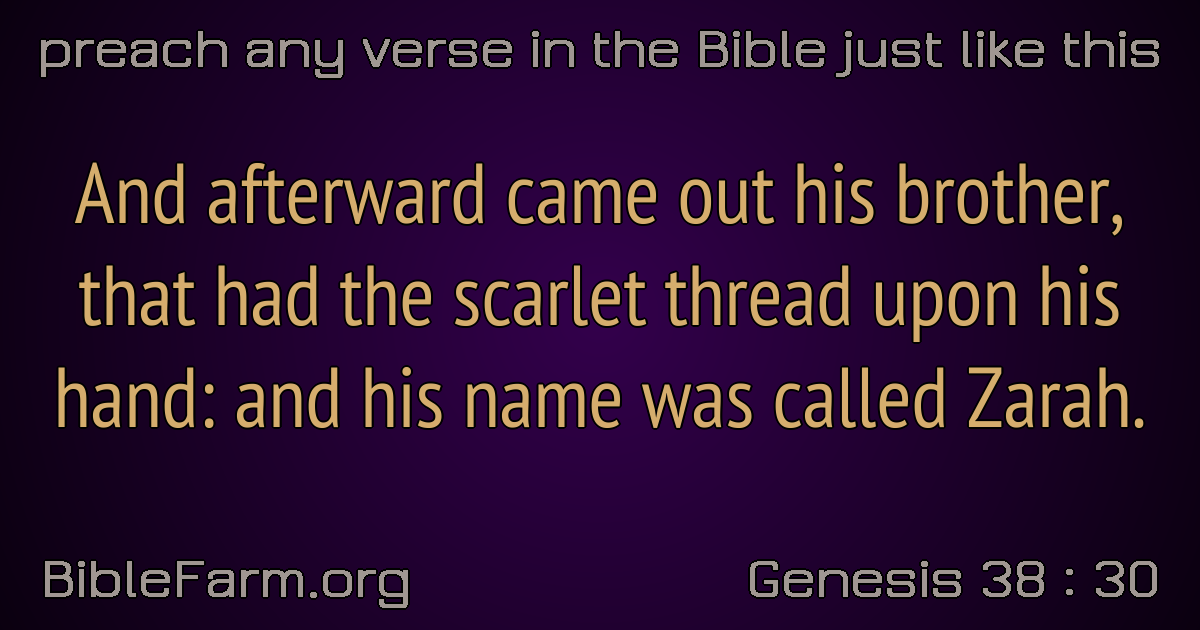 preach any verse in the Bible just like this
And afterward came out his brother,
that had the scarlet thread upon his
hand: and his name was called Zarah.
BibleFarm.org
Genesis 38 : 30